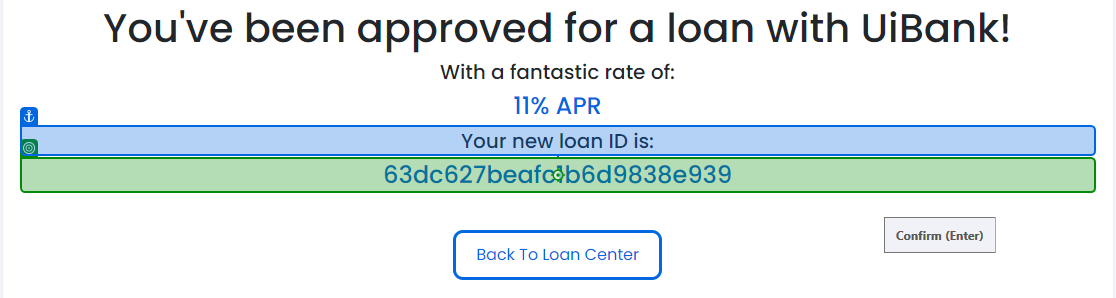 You've been approved for a loan with UiBank!
With a fantastic rate of:
11% APR
Your new loan ID is:
63dc627beafc1b6d9838e939
Back To Loan Center
Confirm (Enter)